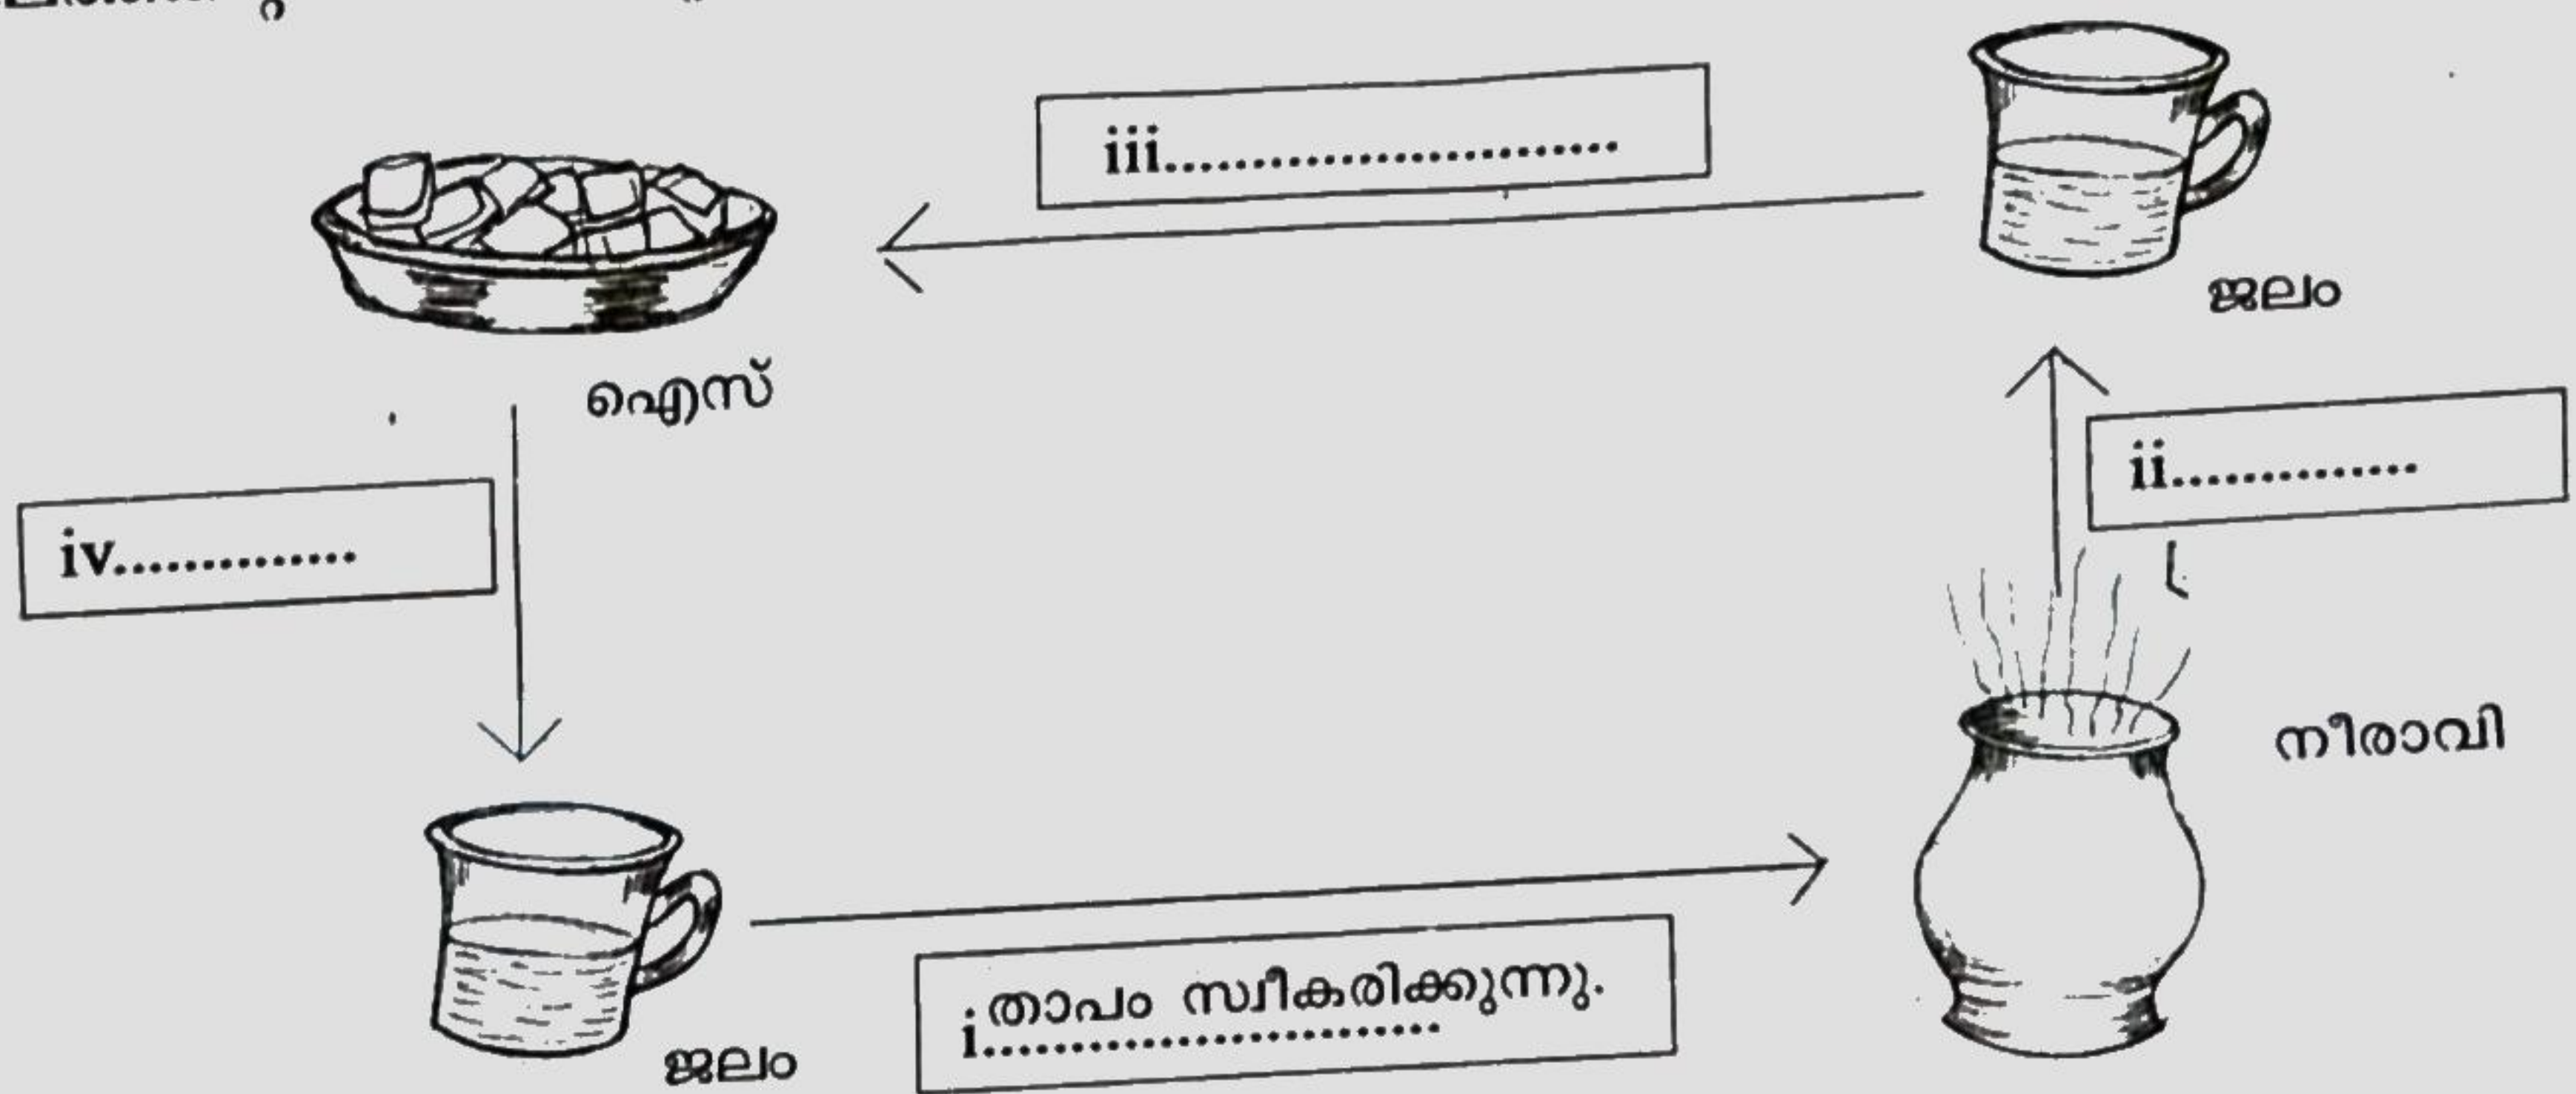 iii..........................
ജലം
ഐസ്
ii..............
iv..............
നീരാവി
i താപം സ്വീകരിക്കുന്നു.
ജലം